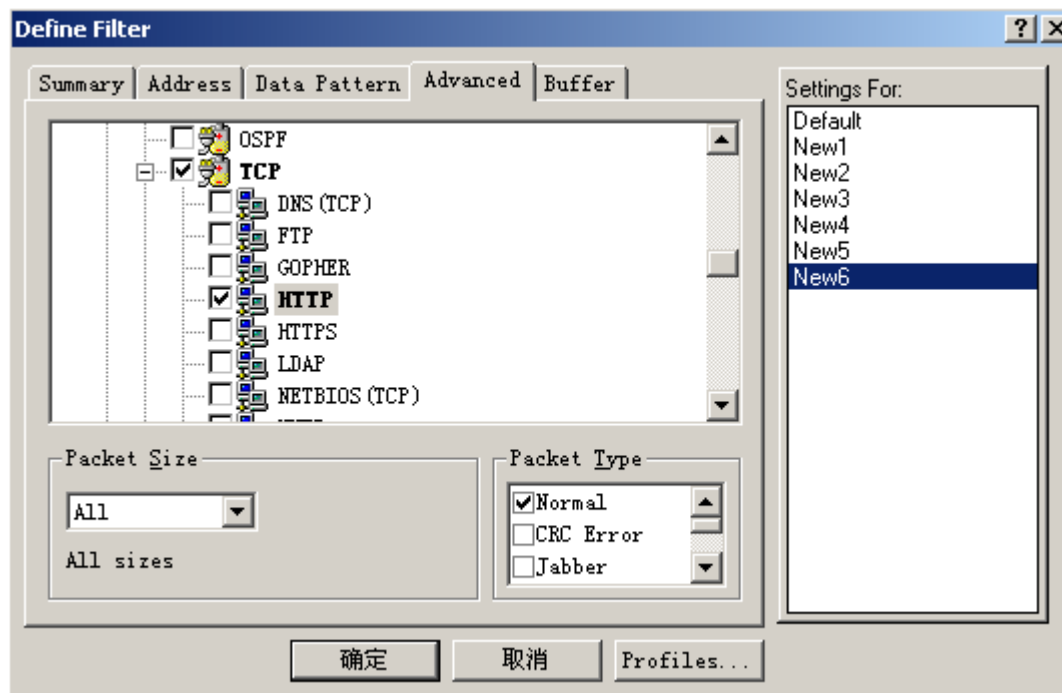 Define Filter
Summary Address Data Pattern Advanced Buffer
OSPF
TCP
DNS(TCP)
FTP
GOPHER
HTTP
HTTPS
LDAP
NETBIOS(TCP)
Packet Size
All
All sizes
Packet Type
Normal
CRC Error
Jabber
Settings For:
Default
New1
New2
New3
New4
New5
New6
确定 取消 Profiles...